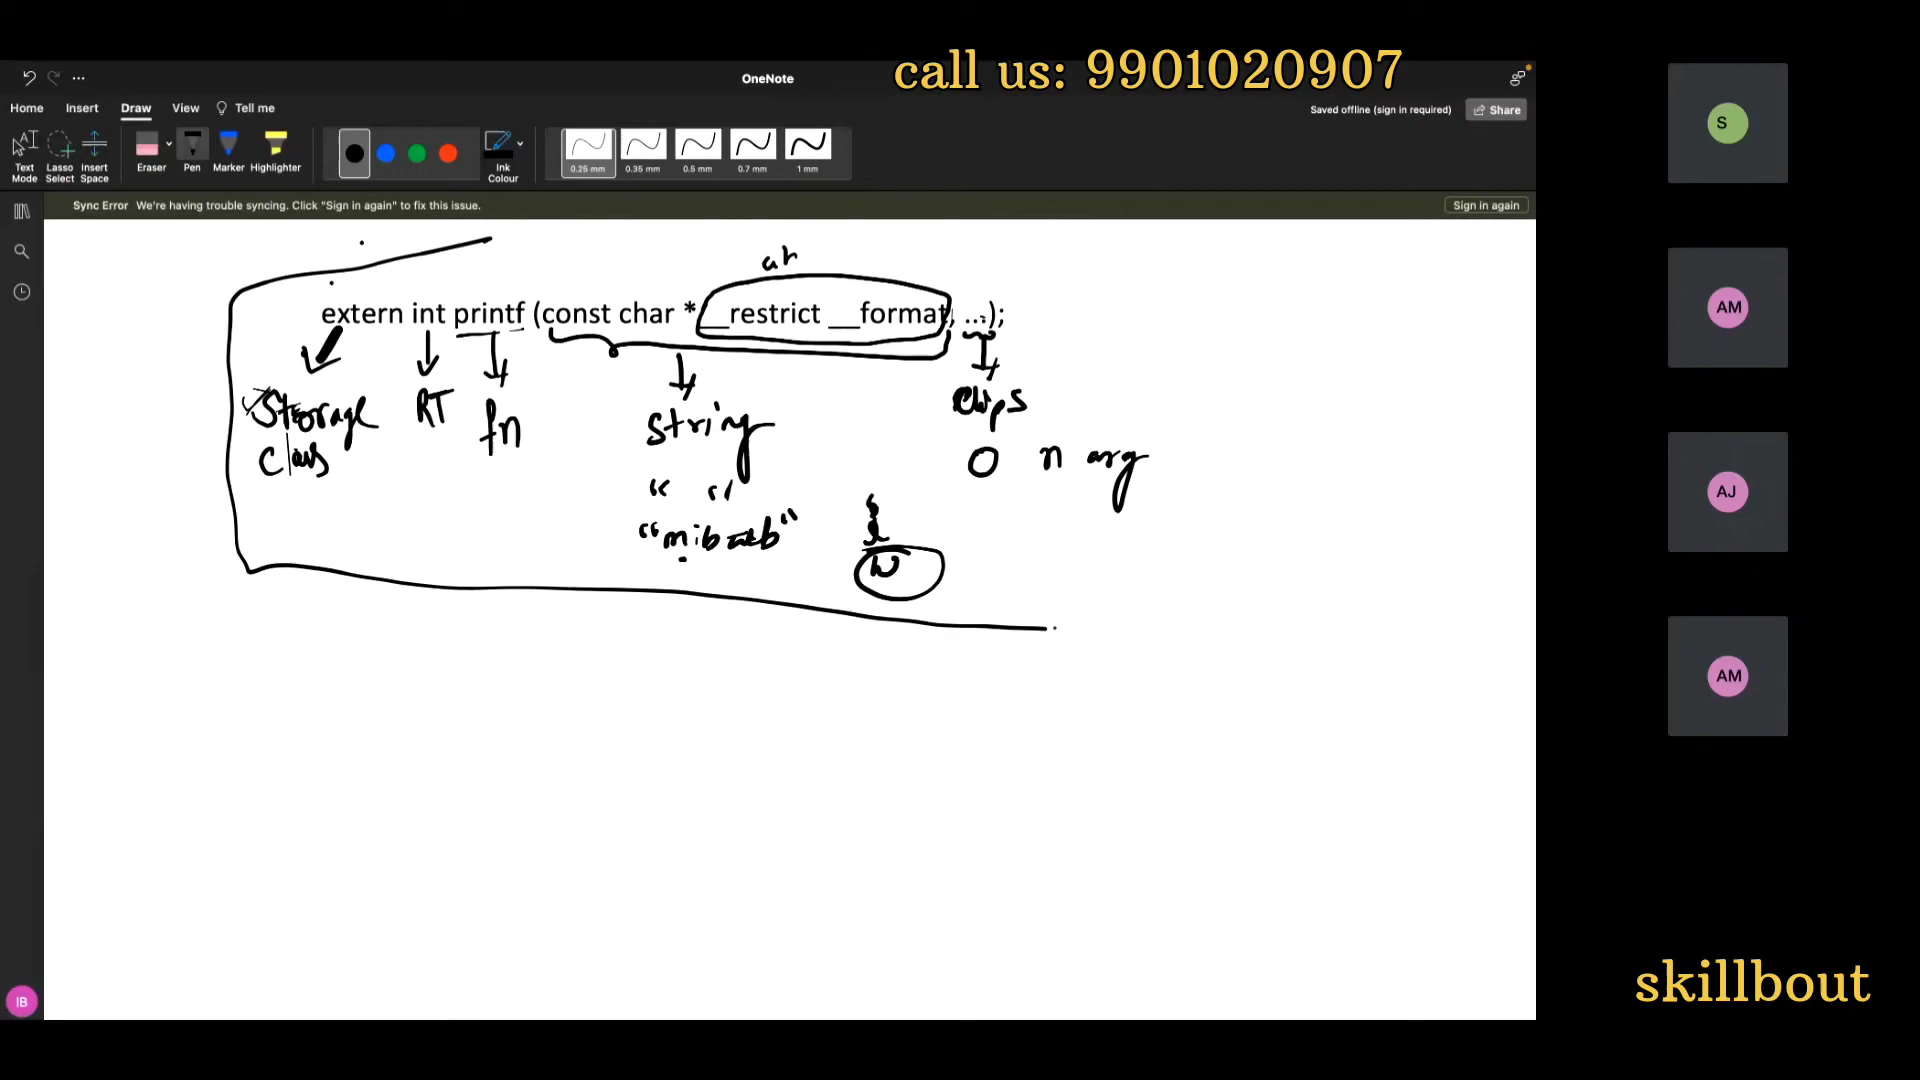 call us: 9901020907
OneNote
Home Insert Draw View Tell me
Saved offline (sign in required) Share
Text Mode
Lasso Select
Insert Space
Eraser
Pen
Marker
Highlighter
Ink Colour
0.25 mm 0.35 mm 0.5 mm 0.7 mm 1 mm
Sync Error We're having trouble syncing. Click "Sign in again" to fix this issue. Sign in again
S
AM
AJ
AM
extern int printf (const char *__restrict __format, ...);
Storage class
RT
fn
string
" "
0 n arg
W
IB
skillbout